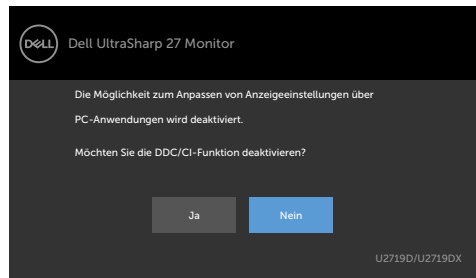 DELL
Dell UltraSharp 27 Monitor
Die Möglichkeit zum Anpassen von Anzeigeeinstellungen über
PC-Anwendungen wird deaktiviert.
Möchten Sie die DDC/CI-Funktion deaktivieren?
Ja
Nein
U2719D/U2719DX